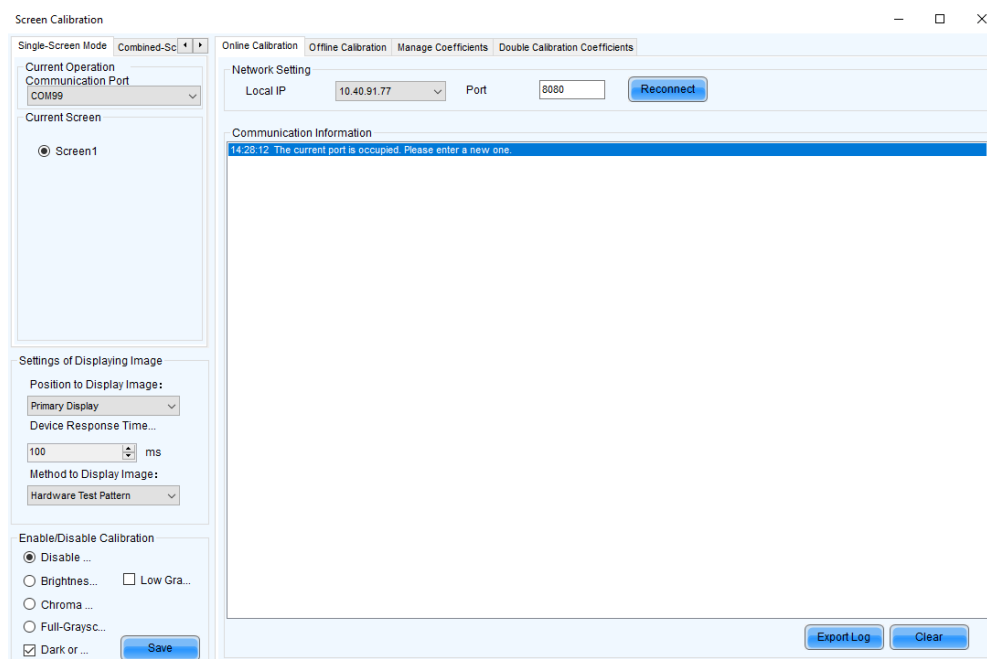 Screen Calibration
Single-Screen Mode Combined-Sc
Current Operation
Communication Port
COM99
Current Screen
Screen1
Settings of Displaying Image
Position to Display Image:
Primary Display
Device Response Time...
100 ms
Method to Display Image:
Hardware Test Pattern
Enable/Disable Calibration
Disable ...
Brightnes... Low Gra...
Chroma ...
Full-Graysc...
Dark or ... Save
Online Calibration Offline Calibration Manage Coefficients Double Calibration Coefficients
Network Setting
Local IP 10.40.91.77 Port 8080 Reconnect
Communication Information
14:28:12 The current port is occupied. Please enter a new one.
Export Log Clear